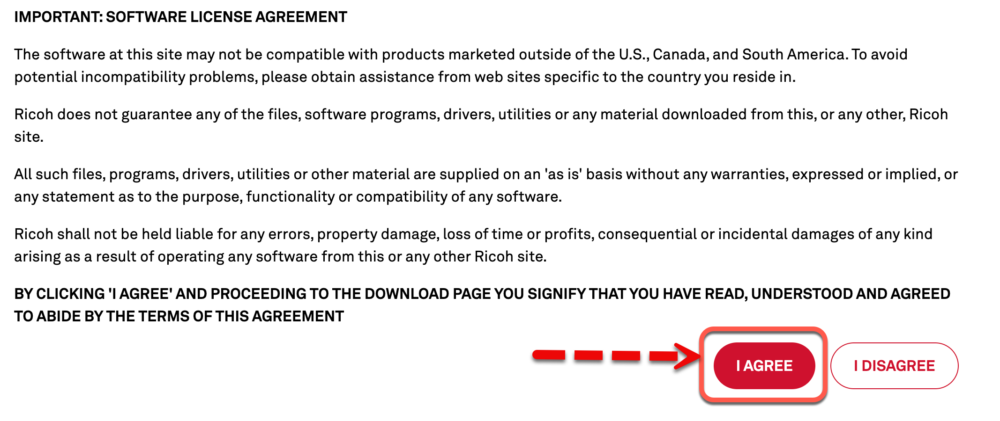 IMPORTANT: SOFTWARE LICENSE AGREEMENT
The software at this site may not be compatible with products marketed outside of the U.S., Canada, and South America. To avoid
potential incompatibility problems, please obtain assistance from web sites specific to the country you reside in.
Ricoh does not guarantee any of the files, software programs, drivers, utilities or any material downloaded from this, or any other, Ricoh
site.
All such files, programs, drivers, utilities or other material are supplied on an 'as is' basis without any warranties, expressed or implied, or
any statement as to the purpose, functionality or compatibility of any software.
Ricoh shall not be held liable for any errors, property damage, loss of time or profits, consequential or incidental damages of any kind
arising as a result of operating any software from this or any other Ricoh site.
BY CLICKING 'I AGREE' AND PROCEEDING TO THE DOWNLOAD PAGE YOU SIGNIFY THAT YOU HAVE READ, UNDERSTOOD AND AGREED
TO ABIDE BY THE TERMS OF THIS AGREEMENT
I AGREE
I DISAGREE